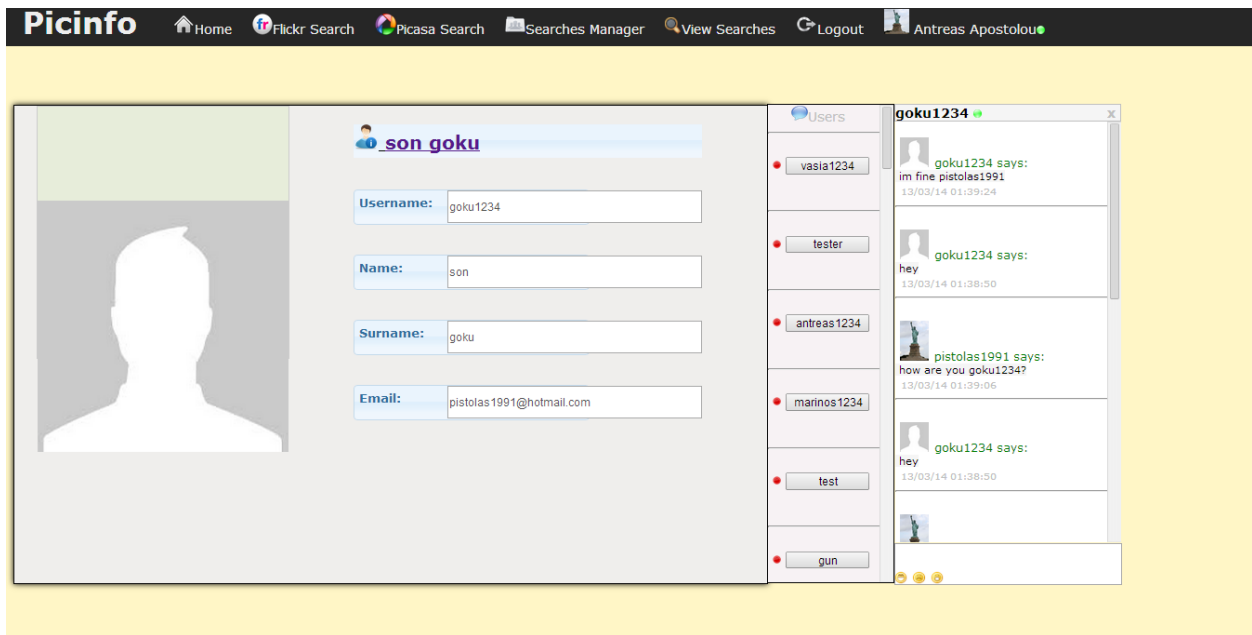 Picinfo Home Flickr Search Picasa Search Searches Manager View Searches Logout Antreas Apostolou
son goku
Username: goku1234
Name: son
Surname: goku
Email: pistolas1991@hotmail.com
Users
vasia1234
tester
antreas1234
marinos1234
test
gun
goku1234 x
goku1234 says:
im fine pistolas1991
13/03/14 01:39:24
goku1234 says:
hey
13/03/14 01:38:50
pistolas1991 says:
how are you goku1234?
13/03/14 01:39:06
goku1234 says:
hey
13/03/14 01:38:50